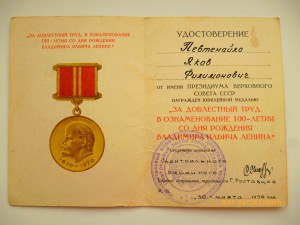 "ЗА ДОБЛЕСТНЫЙ ТРУД.
В ОЗНАМЕНОВАНИЕ
100-ЛЕТИЯ СО ДНЯ РОЖДЕНИЯ
ВЛАДИМИРА ИЛЬИЧА ЛЕНИНА"
1870-1970
УДОСТОВЕРЕНИЕ
Яков
Филимонович
ОТ ИМЕНИ ПРЕЗИДИУМА ВЕРХОВНОГО
СОВЕТА СССР
НАГРАЖДЕН ЮБИЛЕЙНОЙ МЕДАЛЬЮ
"ЗА ДОБЛЕСТНЫЙ ТРУД.
В ОЗНАМЕНОВАНИЕ 100-ЛЕТИЯ
СО ДНЯ РОЖДЕНИЯ
ВЛАДИМИРА ИЛЬИЧА ЛЕНИНА"
"30" марта 1970 года